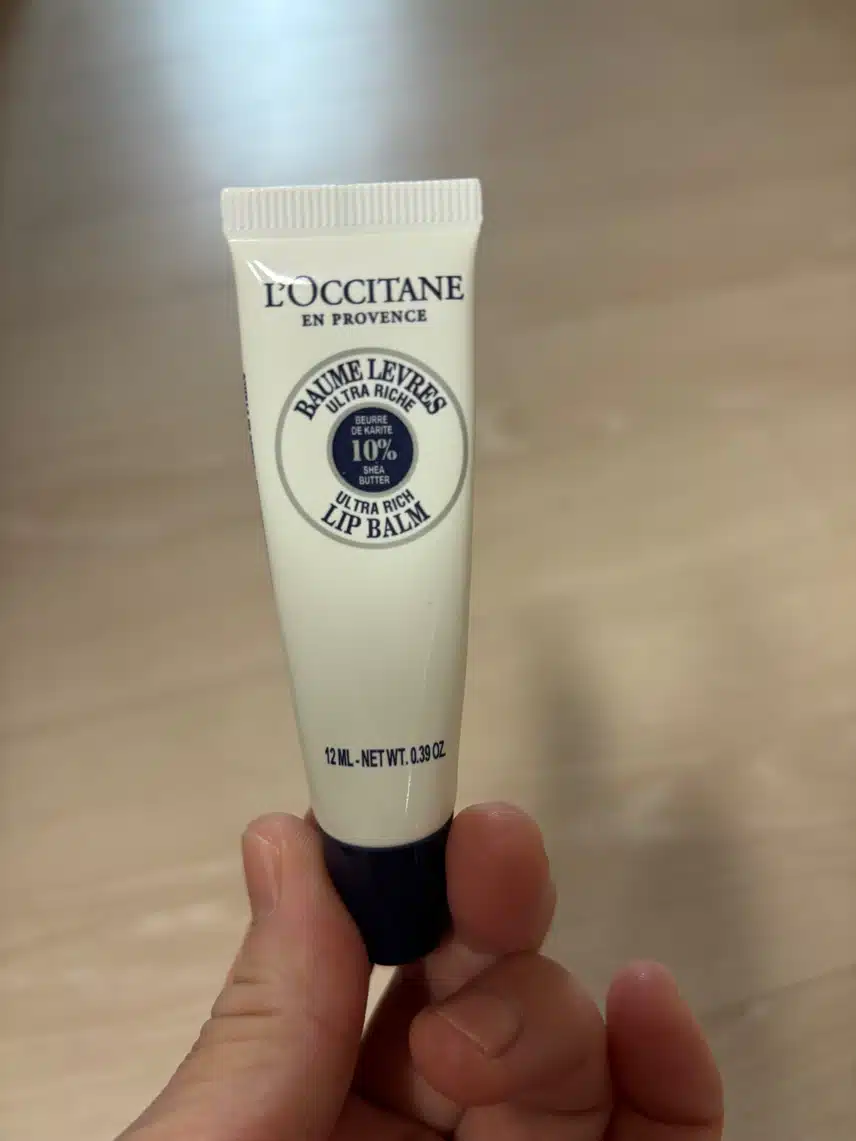 L'OCCITANE
EN PROVENCE
BAUME LEVRES
ULTRA RICHE
BEURRE
DE KARITE
10%
SHEA
BUTTER
ULTRA RICH
LIP BALM
12 ML - NET WT. 0.39 OZ.